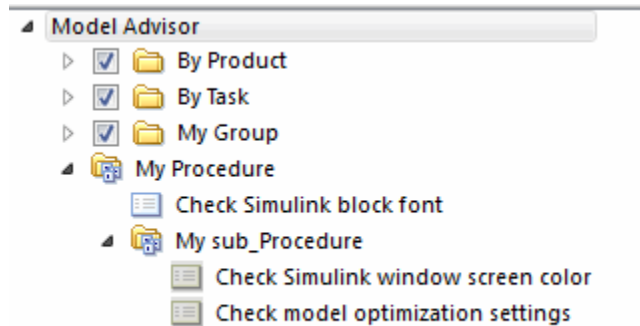 Model Advisor
By Product
By Task
My Group
My Procedure
Check Simulink block font
My sub_Procedure
Check Simulink window screen color
Check model optimization settings